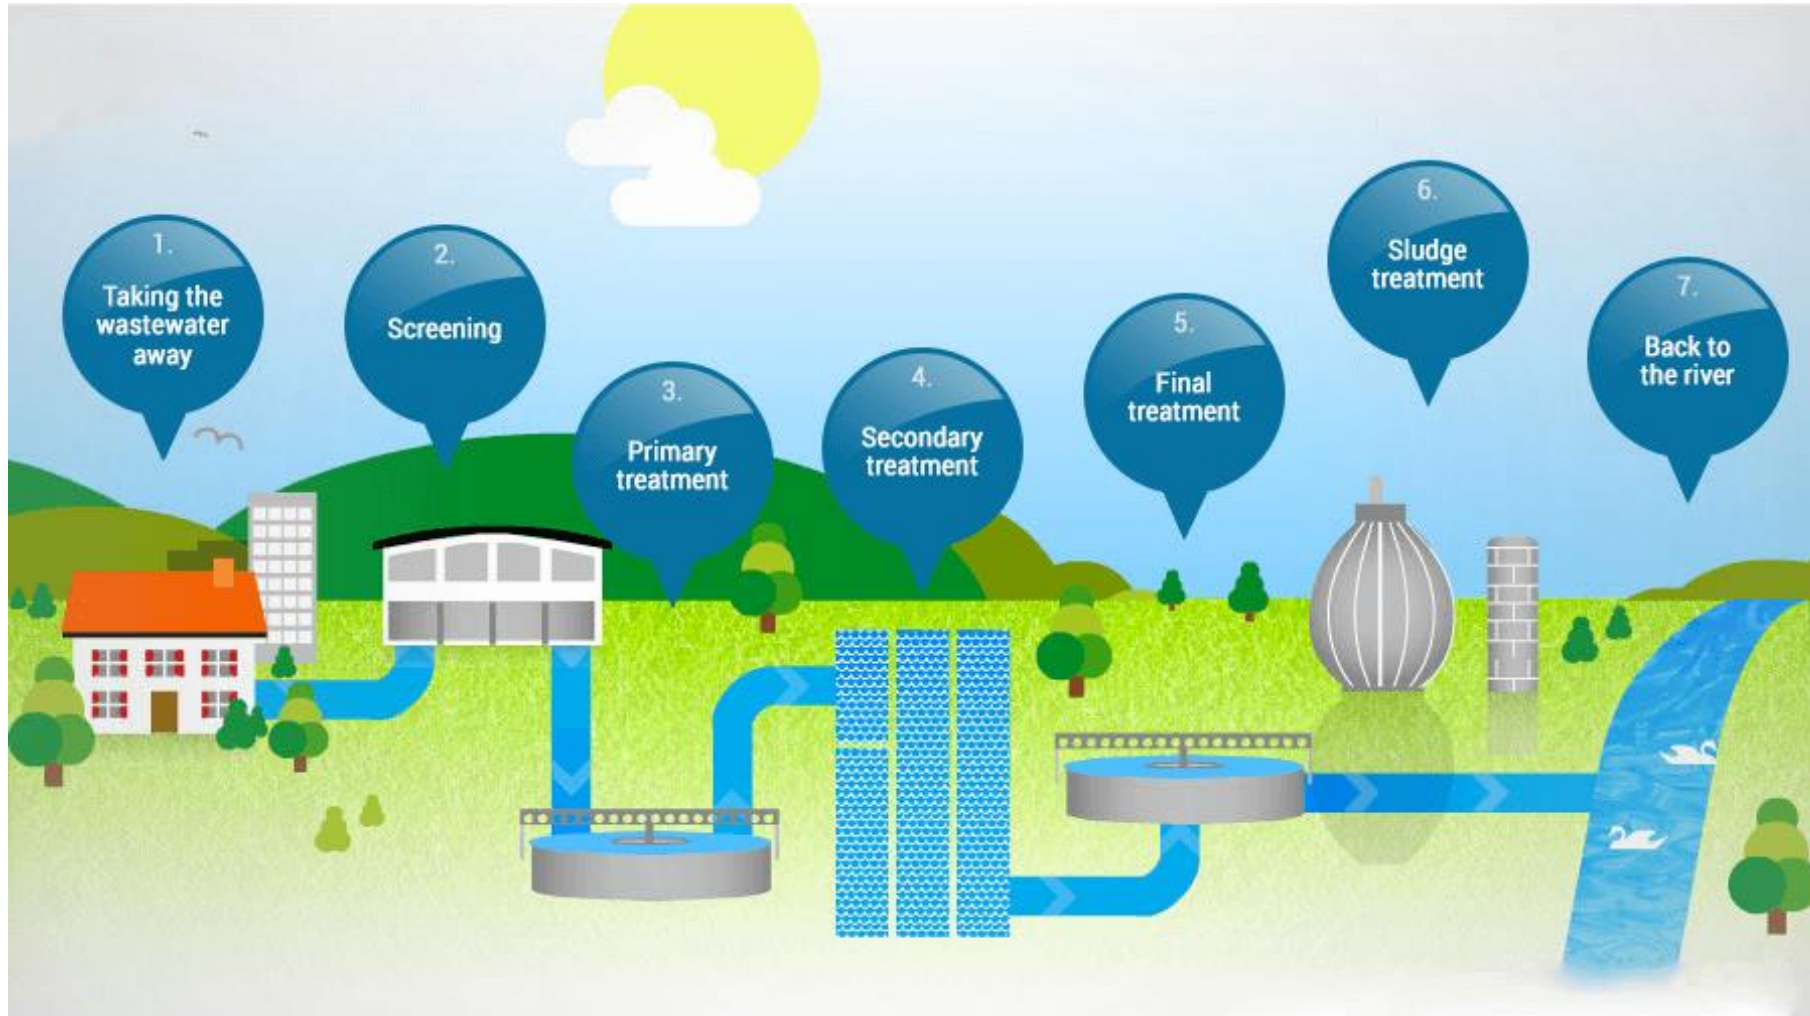 1.
Taking the
wastewater
away
2.
Screening
3.
Primary
treatment
4.
Secondary
treatment
5.
Final
treatment
6.
Sludge
treatment
7.
Back to
the river